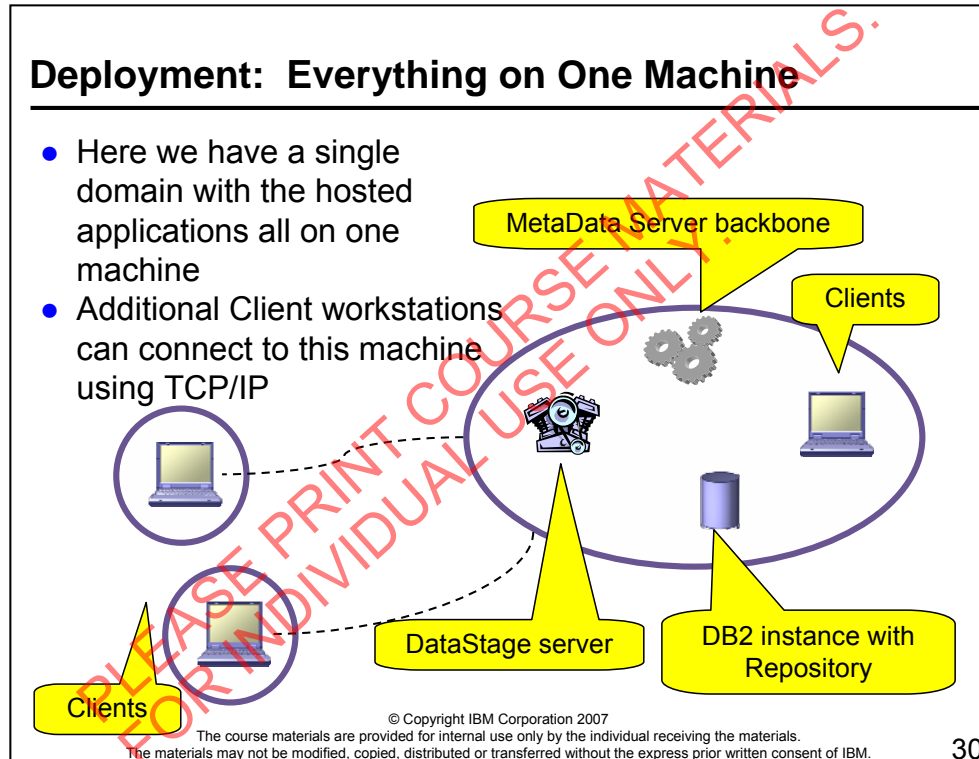 Deployment: Everything on One Machine
● Here we have a single
domain with the hosted
applications all on one
machine
● Additional Client workstations
can connect to this machine
using TCP/IP
MetaData Server backbone
Clients
DataStage server
DB2 instance with
Repository
Clients
PLEASE PRINT COURSE MATERIALS.
FOR INDIVIDUAL USE ONLY.
© Copyright IBM Corporation 2007
The course materials are provided for internal use only by the individual receiving the materials.
The materials may not be modified, copied, distributed or transferred without the express prior written consent of IBM.
30